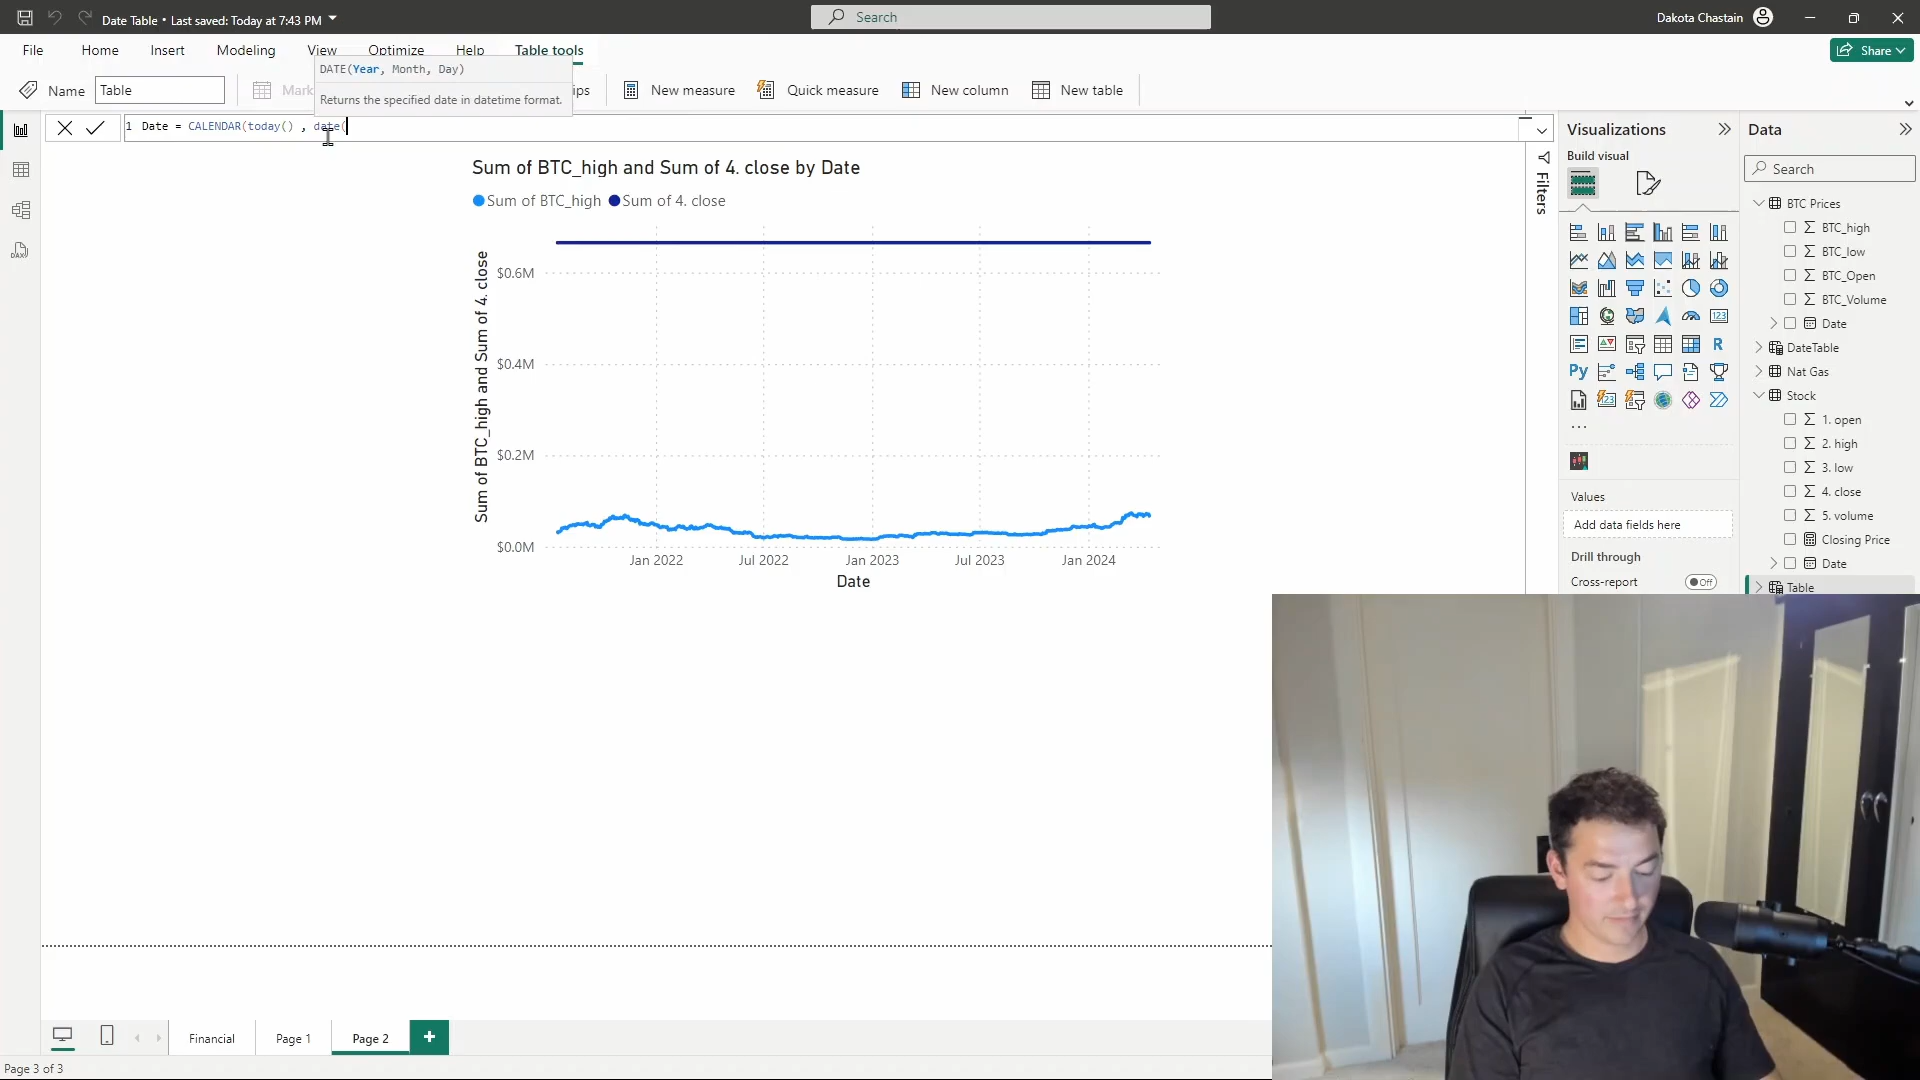 Date Table • Last saved: Today at 7:43 PM
Search
Dakota Chastain
File Home Insert Modeling View Optimize Help Table tools
Share
DATE(Year, Month, Day)
Returns the specified date in datetime format.
Name Table
Mark
ips
New measure
Quick measure
New column
New table
1 Date = CALENDAR(today() , date(
Sum of BTC_high and Sum of 4. close by Date
Sum of BTC_high Sum of 4. close
Sum of BTC_high and Sum of 4. close
$0.6M
$0.4M
$0.2M
$0.0M
Jan 2022 Jul 2022 Jan 2023 Jul 2023 Jan 2024
Date
Filters
Visualizations
Build visual
123
R
Py
123
...
Values
Add data fields here
Drill through
Cross-report
Off
Data
Search
BTC Prices
BTC_high
BTC_low
BTC_Open
BTC_Volume
Date
DateTable
Nat Gas
Stock
1. open
2. high
3. low
4. close
5. volume
Closing Price
Date
Table
DAX
Financial Page 1 Page 2
Page 3 of 3